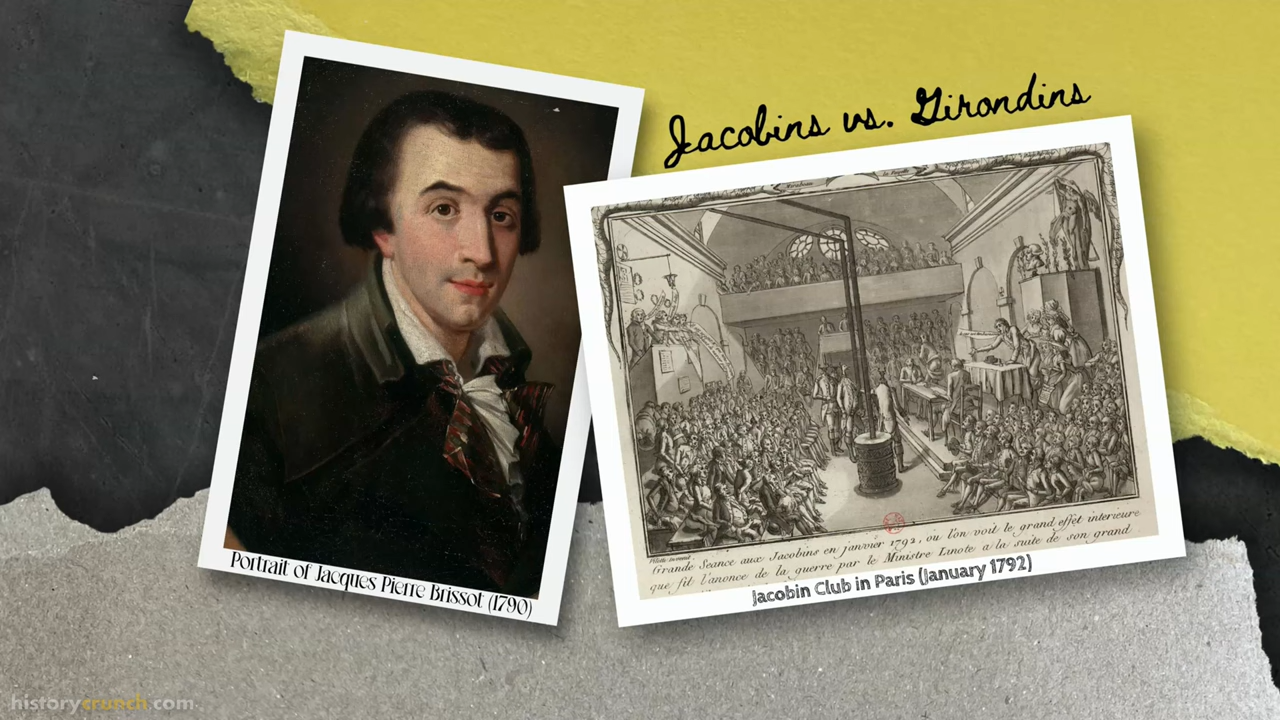 Jacobins vs. Girondins
Portrait of Jacques Pierre Brissot (1790)
Grande Seance aux Jacobins en janvier 1792, ou l'on voit le grand effet interieure
que fit l'anonce de la guerre par le Ministre Linote a la suite de son grand
Jacobin Club in Paris (January 1792)
historycrunch.com